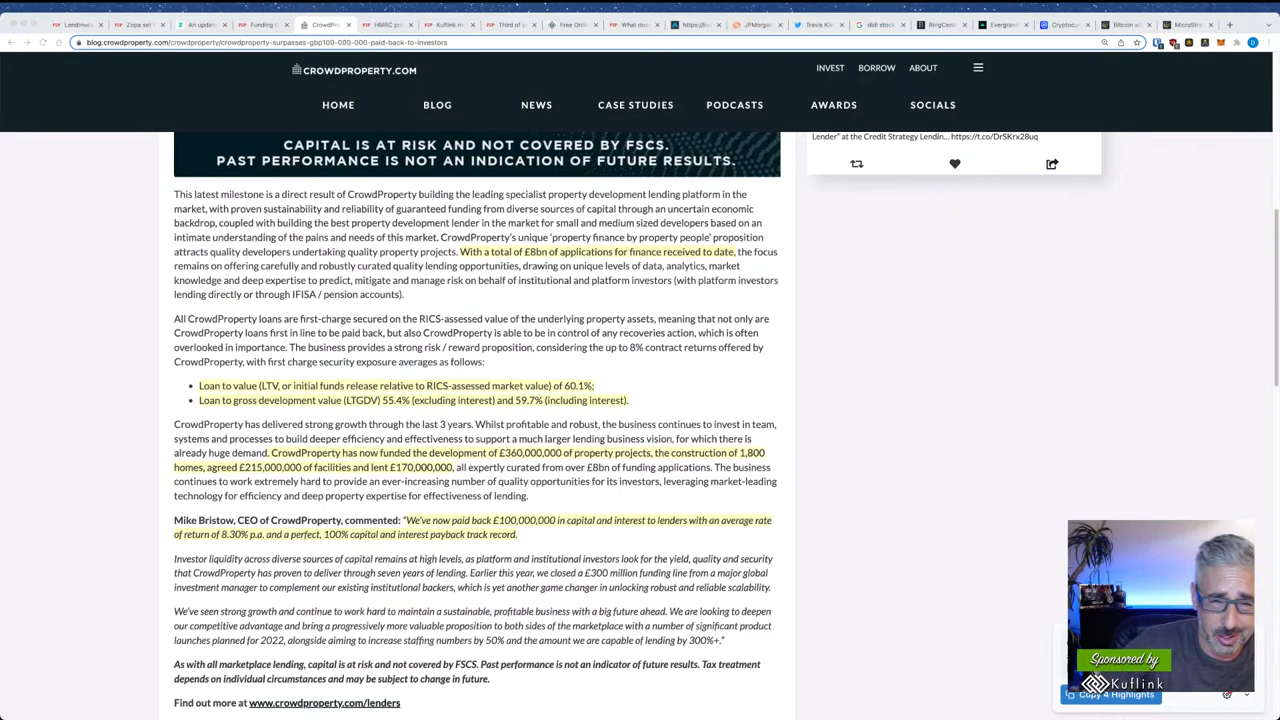 LendInves
Zopa set
An updat
Funding f
CrowdPro
HMRC pr
Kuflink m
Third of p
Free Onli
What doe
https://
JPMorgan
Travis Kli
didi stock
RingCent
Evergran
Cryptocur
Bitcoin w
MicroStra
blog.crowdproperty.com/crowdproperty/crowdproperty-surpasses-gbp100-000-000-paid-back-to-investors
CROWDPROPERTY.COM
INVEST BORROW ABOUT
HOME BLOG NEWS CASE STUDIES PODCASTS AWARDS SOCIALS
CAPITAL IS AT RISK AND NOT COVERED BY FSCS.
PAST PERFORMANCE IS NOT AN INDICATION OF FUTURE RESULTS.
Lender" at the Credit Strategy Lendin... https://t.co/DrSKrx28uq
This latest milestone is a direct result of CrowdProperty building the leading specialist property development lending platform in the
market, with proven sustainability and reliability of guaranteed funding from diverse sources of capital through an uncertain economic
backdrop, coupled with building the best property development lender in the market for small and medium sized developers based on an
intimate understanding of the pains and needs of this market. CrowdProperty's unique 'property finance by property people' proposition
attracts quality developers undertaking quality property projects. With a total of £8bn of applications for finance received to date, the focus
remains on offering carefully and robustly curated quality lending opportunities, drawing on unique levels of data, analytics, market
knowledge and deep expertise to predict, mitigate and manage risk on behalf of institutional and platform investors (with platform investors
lending directly or through IFISA / pension accounts).
All CrowdProperty loans are first-charge secured on the RICS-assessed value of the underlying property assets, meaning that not only are
CrowdProperty loans first in line to be paid back, but also CrowdProperty is able to be in control of any recoveries action, which is often
overlooked in importance. The business provides a strong risk / reward proposition, considering the up to 8% contract returns offered by
CrowdProperty, with first charge security exposure averages as follows:
• Loan to value (LTV, or initial funds release relative to RICS-assessed market value) of 60.1%;
• Loan to gross development value (LTGDV) 55.4% (excluding interest) and 59.7% (including interest).
CrowdProperty has delivered strong growth through the last 3 years. Whilst profitable and robust, the business continues to invest in team,
systems and processes to build deeper efficiency and effectiveness to support a much larger lending business vision, for which there is
already huge demand. CrowdProperty has now funded the development of £360,000,000 of property projects, the construction of 1,800
homes, agreed £215,000,000 of facilities and lent £170,000,000, all expertly curated from over £8bn of funding applications. The business
continues to work extremely hard to provide an ever-increasing number of quality opportunities for its investors, leveraging market-leading
technology for efficiency and deep property expertise for effectiveness of lending.
Mike Bristow, CEO of CrowdProperty, commented: "We've now paid back £100,000,000 in capital and interest to lenders with an average rate
of return of 8.30% p.a. and a perfect, 100% capital and interest payback track record.
Investor liquidity across diverse sources of capital remains at high levels, as platform and institutional investors look for the yield, quality and security
that CrowdProperty has proven to deliver through seven years of lending. Earlier this year, we closed a £300 million funding line from a major global
investment manager to complement our existing institutional backers, which is yet another game changer in unlocking robust and reliable scalability.
We've seen strong growth and continue to work hard to maintain a sustainable, profitable business with a big future ahead. We are looking to deepen
our competitive advantage and bring a progressively more valuable proposition to both sides of the marketplace with a number of significant product
launches planned for 2022, alongside aiming to increase staffing numbers by 50% and the amount we are capable of lending by 300%+."
As with all marketplace lending, capital is at risk and not covered by FSCS. Past performance is not an indicator of future results. Tax treatment
depends on individual circumstances and may be subject to change in future.
Find out more at www.crowdproperty.com/lenders
Sponsored by
Kuflink
Copy 4 Highlights